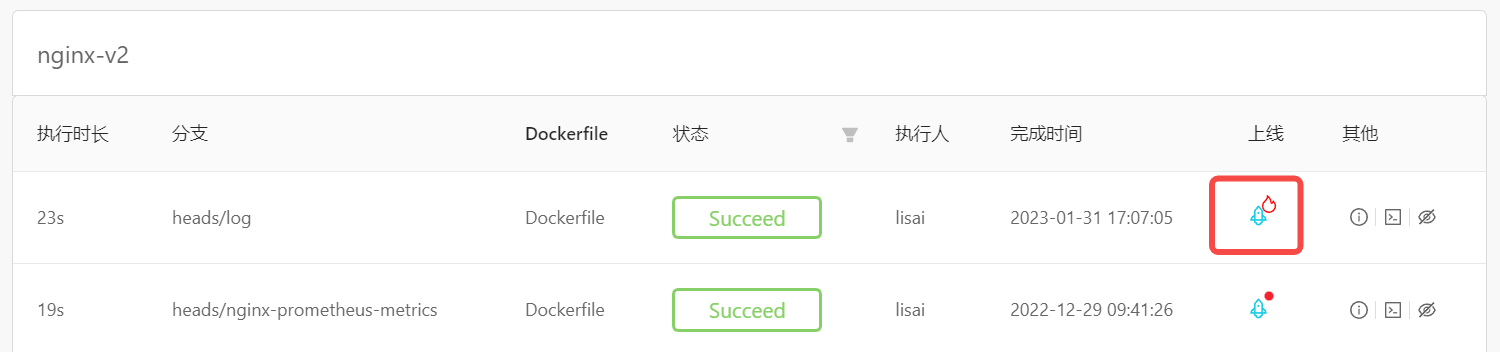 nginx-v2
执行时长 分支 Dockerfile 状态 执行人 完成时间 上线 其他
23s heads/log Dockerfile Succeed lisai 2023-01-31 17:07:05
19s heads/nginx-prometheus-metrics Dockerfile Succeed lisai 2022-12-29 09:41:26